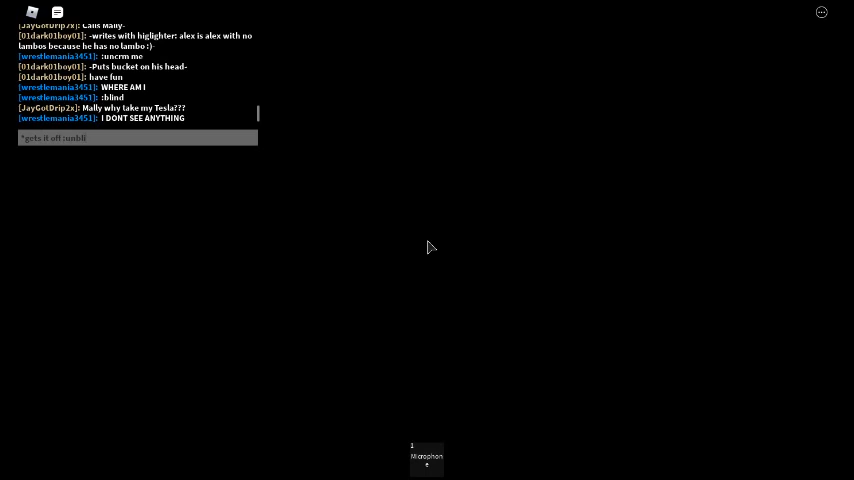 [JayGotDrip2x]: Calls Mally-
[01dark01boy01]: -writes with higlighter: alex is alex with no
lambos because he has no lambo :)-
[wrestlemania3451]: :uncrm me
[01dark01boy01]: -Puts bucket on his head-
[01dark01boy01]: have fun
[wrestlemania3451]: WHERE AM I
[wrestlemania3451]: :blind
[JayGotDrip2x]: Mally why take my Tesla???
[wrestlemania3451]: I DONT SEE ANYTHING
*gets it off :unbli
1
Microphon
e